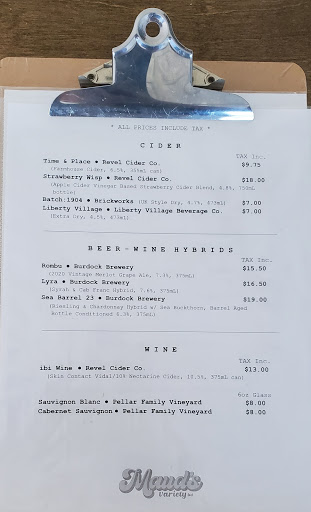 * ALL PRICES INCLUDE TAX *
CIDER
TAX Inc.
Time & Place • Revel Cider Co. $9.75
(Farmhouse Cider, 6.5%, 355ml can)
Strawberry Wisp • Revel Cider Co. $18.00
(Apple Cider Vinegar Based Strawberry Cider Blend, 6.8%, 750mL
bottle)
Batch:1904 • Brickworks (UK Style Dry, 4.7% 473ml) $7.00
Liberty Village • Liberty Village Beverage Co. $7.00
(Extra Dry, 4.5% 473ml)
BEER-WINE HYBRIDS
TAX Inc.
Rombu • Burdock Brewery $15.50
(2020 Vintage Merlot Grape Ale, 7.3%, 375mL)
Lyra • Burdock Brewery $16.50
(Syrah & Cab Franc Hybrid, 7.6%, 375mL)
Sea Barrel 23 • Burdock Brewery $19.00
(Riesling & Chardonnay Hybrid w/ Sea Buckthorn, Barrel Aged
Bottle Conditioned 8.3%, 375mL)
WINE
TAX Inc.
ibi Wine • Revel Cider Co. $13.00
(Skin Contact Vidal/10% Nectarine Cider, 10.5%, 375mL can)
6oz Glass
Sauvignon Blanc • Pellar Family Vineyard $8.00
Cabernet Sauvignon • Pellar Family Vineyard $8.00
Maud's
Variety